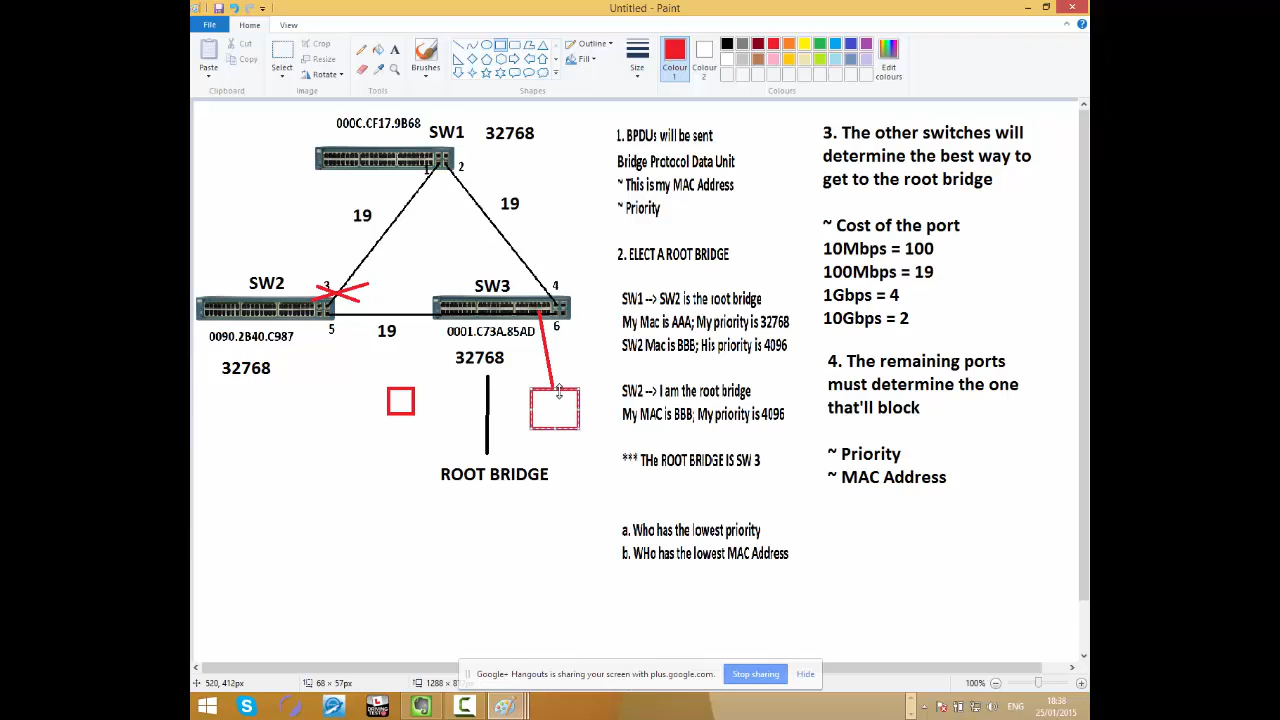 Untitled - Paint
File
Home
View
Paste
Cut
Copy
Clipboard
Select
Crop
Resize
Rotate
Image
Tools
Brushes
Outline
Fill
Shapes
Size
Colour 1
Colour 2
Edit colours
Colours
000C.CF17.9B68
SW1 32768
1 2
19
19
SW2
3
SW3
4
5
19
6
0090.2B40.C987
0001.C73A.85AD
32768
32768
ROOT BRIDGE
1. BPDUs will be sent
Bridge Protocol Data Unit
~ This is my MAC Address
~ Priority
2. ELECT A ROOT BRIDGE
SW1 --> SW2 is the root bridge
My Mac is AAA; My priority is 32768
SW2 Mac is BBB; His priority is 4096
SW2 --> I am the root bridge
My MAC is BBB; My priority is 4096
*** THe ROOT BRIDGE IS SW 3
a. Who has the lowest priority
b. WHo has the lowest MAC Address
3. The other switches will
determine the best way to
get to the root bridge
~ Cost of the port
10Mbps = 100
100Mbps = 19
1Gbps = 4
10Gbps = 2
4. The remaining ports
must determine the one
that'll block
~ Priority
~ MAC Address
Google+ Hangouts is sharing your screen with plus.google.com.
Stop sharing
Hide
520, 412px
68 × 57px
100%
ENG
18:38
25/01/2015